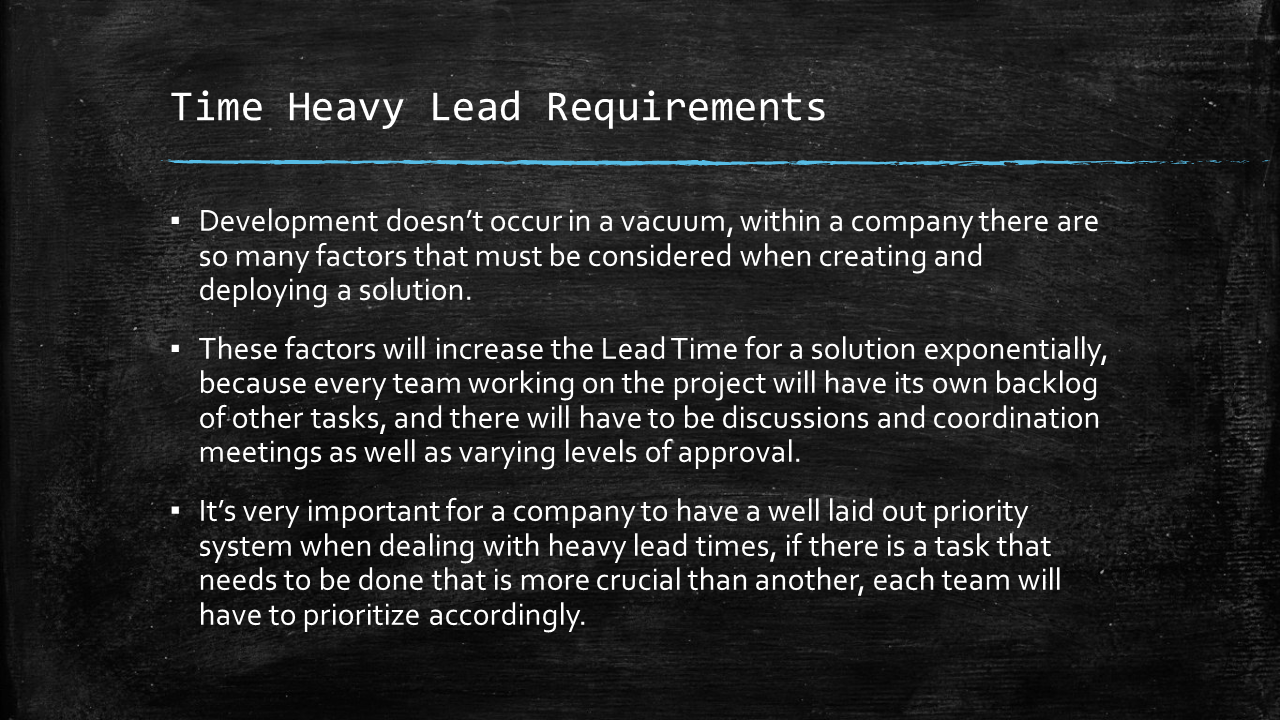 Time Heavy Lead Requirements
▪ Development doesn’t occur in a vacuum, within a company there are
so many factors that must be considered when creating and
deploying a solution.
▪ These factors will increase the Lead Time for a solution exponentially,
because every team working on the project will have its own backlog
of other tasks, and there will have to be discussions and coordination
meetings as well as varying levels of approval.
▪ It’s very important for a company to have a well laid out priority
system when dealing with heavy lead times, if there is a task that
needs to be done that is more crucial than another, each team will
have to prioritize accordingly.